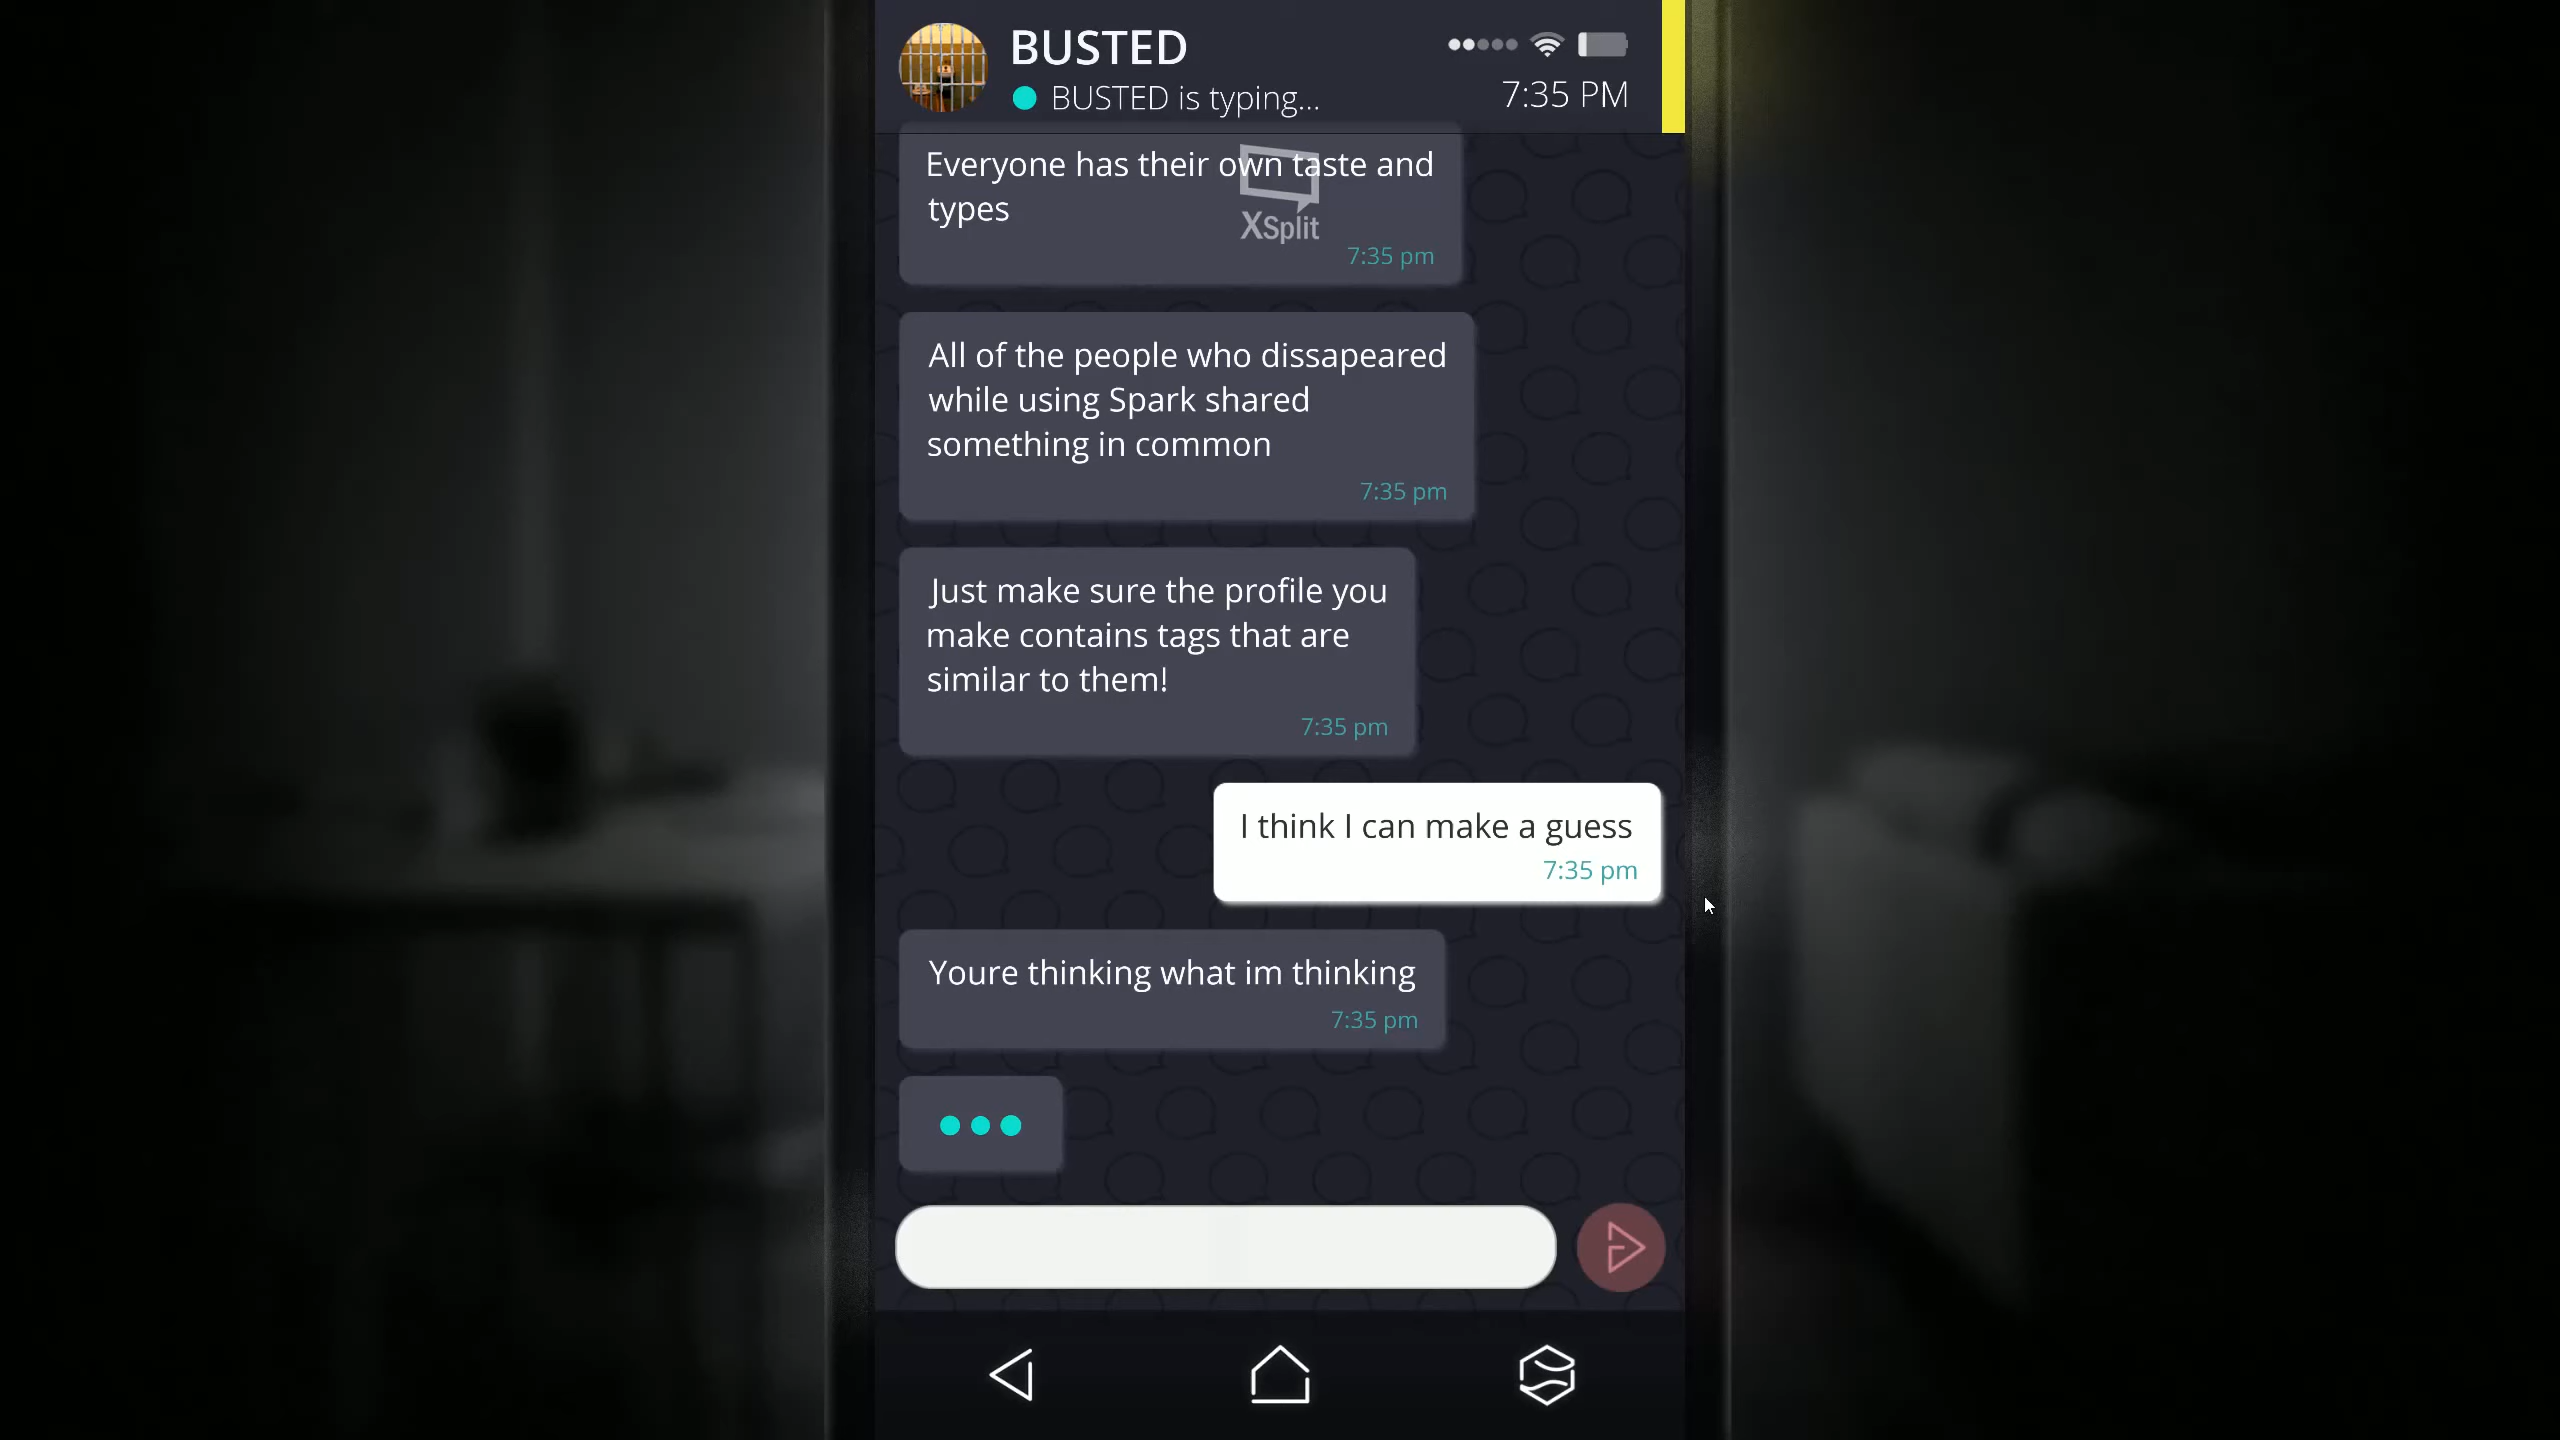 BUSTED
BUSTED is typing...
7:35 PM
Everyone has their own taste and
types
XSplit
7:35 pm
All of the people who dissapeared
while using Spark shared
something in common
7:35 pm
Just make sure the profile you
make contains tags that are
similar to them!
7:35 pm
I think I can make a guess
7:35 pm
Youre thinking what im thinking
7:35 pm